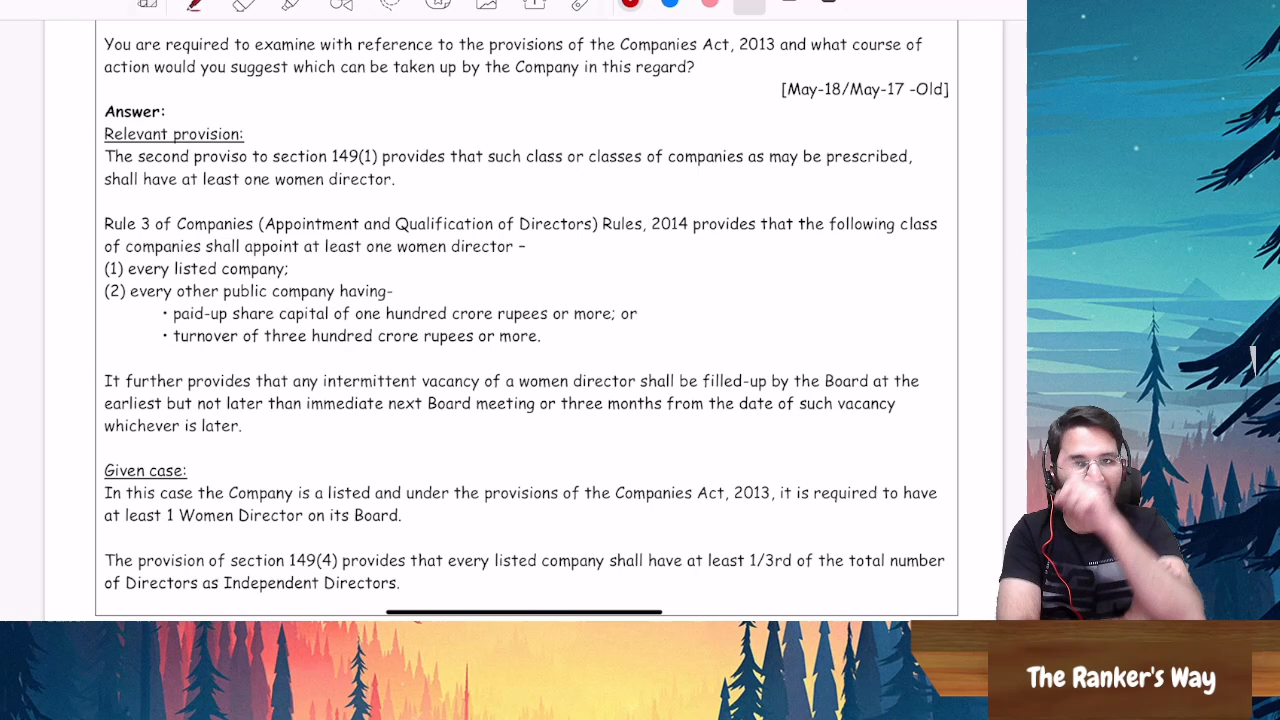 You are required to examine with reference to the provisions of the Companies Act, 2013 and what course of
action would you suggest which can be taken up by the Company in this regard?
[May-18/May-17 -Old]
Answer:
Relevant provision:
The second proviso to section 149(1) provides that such class or classes of companies as may be prescribed,
shall have at least one women director.
Rule 3 of Companies (Appointment and Qualification of Directors) Rules, 2014 provides that the following class
of companies shall appoint at least one women director –
(1) every listed company;
(2) every other public company having-
• paid-up share capital of one hundred crore rupees or more; or
• turnover of three hundred crore rupees or more.
It further provides that any intermittent vacancy of a women director shall be filled-up by the Board at the
earliest but not later than immediate next Board meeting or three months from the date of such vacancy
whichever is later.
Given case:
In this case the Company is a listed and under the provisions of the Companies Act, 2013, it is required to have
at least 1 Women Director on its Board.
The provision of section 149(4) provides that every listed company shall have at least 1/3rd of the total number
of Directors as Independent Directors.
The Ranker's Way